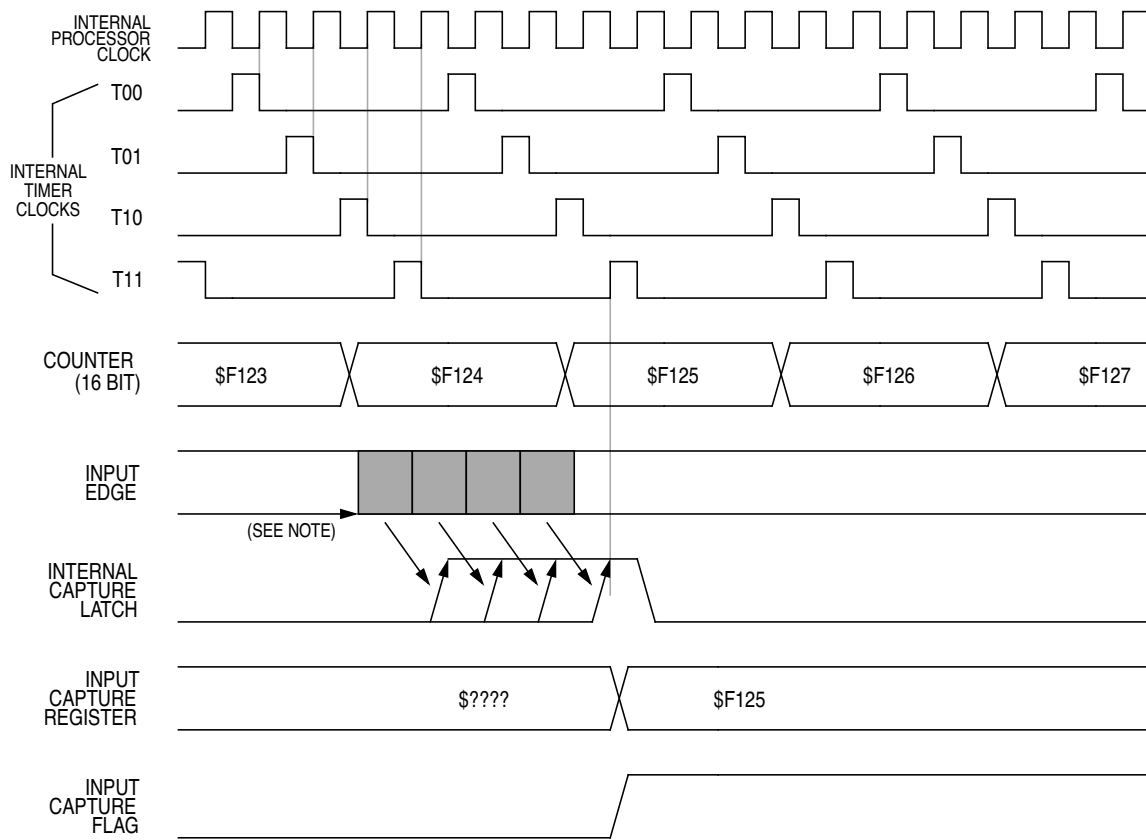 INTERNAL
PROCESSOR
CLOCK
T00
T01
INTERNAL
TIMER
CLOCKS
T10
T11
COUNTER
(16 BIT)
$F123
$F124
$F125
$F126
$F127
INPUT
EDGE
(SEE NOTE)
INTERNAL
CAPTURE
LATCH
INPUT
CAPTURE
REGISTER
$????
$F125
INPUT
CAPTURE
FLAG